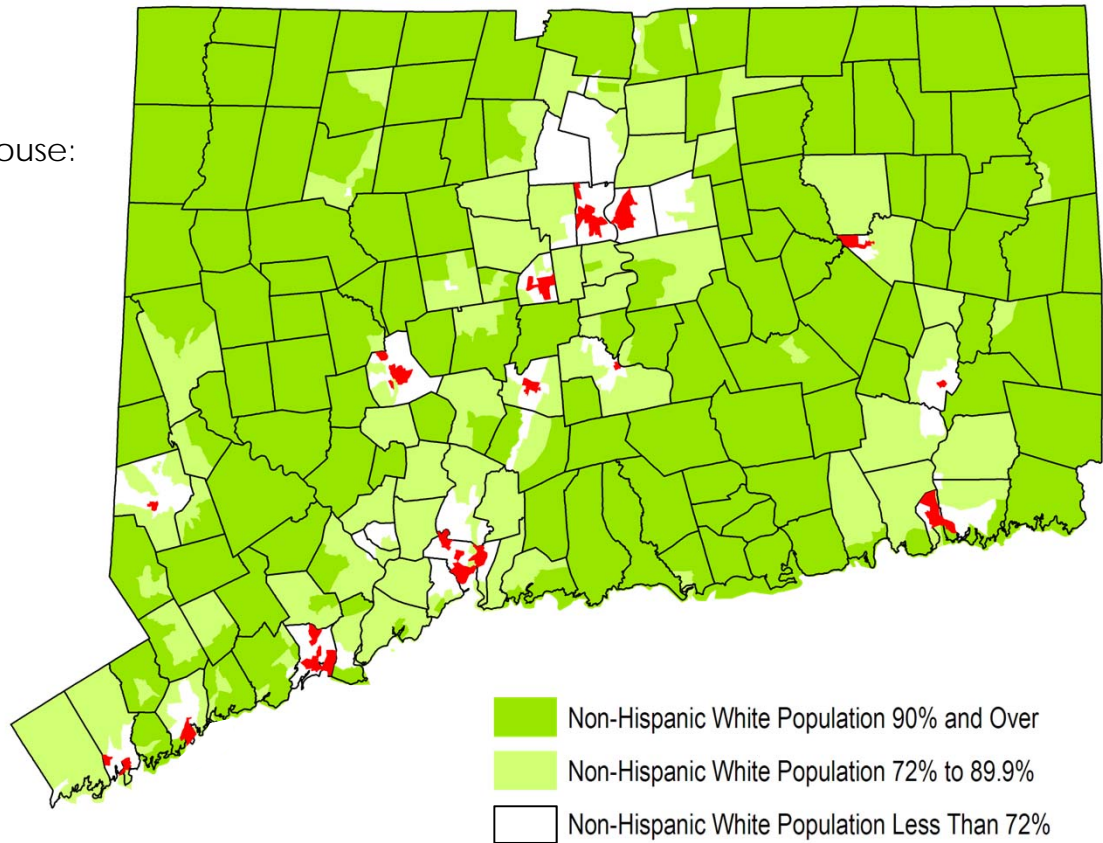 ouse:
Non-Hispanic White Population 90% and Over
Non-Hispanic White Population 72% to 89.9%
Non-Hispanic White Population Less Than 72%